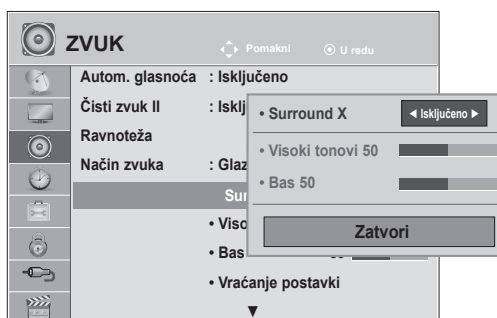 ZVUK
Pomakni
U redu
Autom. glasnoća : Isključeno
Čisti zvuk II : Isklj
Ravnoteža
Način zvuka : Glaz
Sur
• Viso
• Bas 50
• Vraćanje postavki
▼
• Surround X ◀ Isključeno ▶
• Visoki tonovi 50
• Bas 50
Zatvori